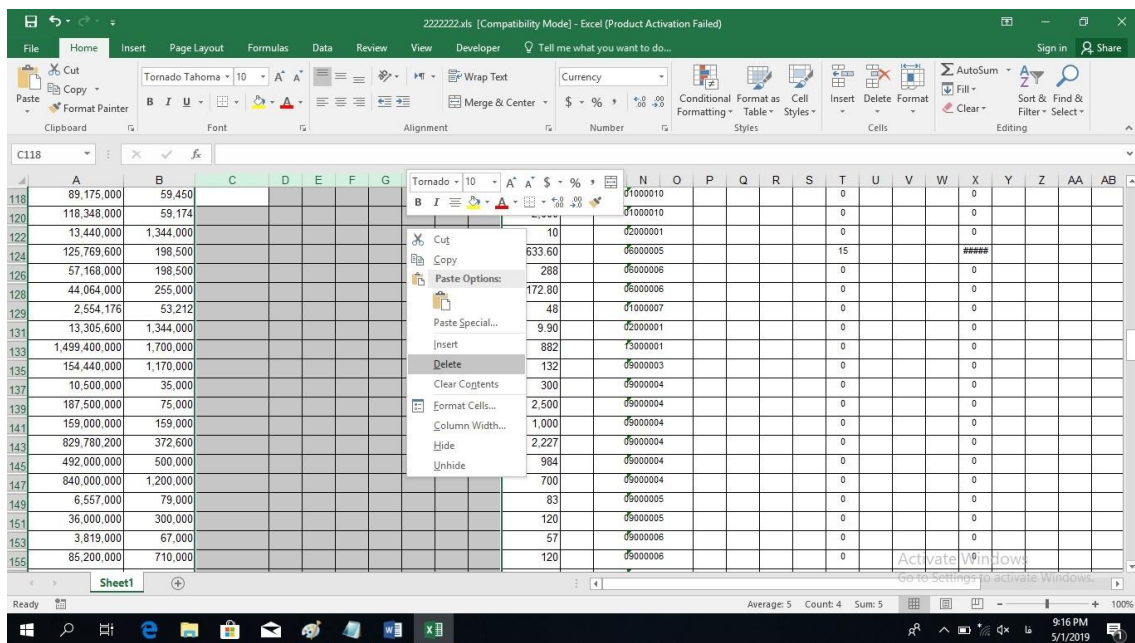 2222222.xls [Compatibility Mode] - Excel (Product Activation Failed)
File Home Insert Page Layout Formulas Data Review View Developer Tell me what you want to do... Sign in Share
Cut Copy Format Painter Paste Clipboard
Tornado Tahoma 10 A A B I U A Font
Wrap Text Merge & Center Alignment
Currency $ % , .0 .00 .00 .0 Number
Conditional Formatting Format as Table Cell Styles Styles
Insert Delete Format Cells
AutoSum Fill Clear Sort & Filter Find & Select Editing
C118 fx
A B C D E F G N O P Q R S T U V W X Y Z AA AB
Tornado 10 A A $ % ,
B I A .0 .00 .00 .0
118 89,175,000 59,450 01000010 0 0
120 118,348,000 59,174 01000010 0 0
122 13,440,000 1,344,000 10 02000001 0 0
124 125,769,600 198,500 633.60 06000005 15 #####
126 57,168,000 198,500 288 06000006 0 0
128 44,064,000 255,000 172.80 06000006 0 0
129 2,554,176 53,212 48 01000007 0 0
131 13,305,600 1,344,000 9.90 02000001 0 0
133 1,499,400,000 1,700,000 882 13000001 0 0
135 154,440,000 1,170,000 132 09000003 0 0
137 10,500,000 35,000 300 09000004 0 0
139 187,500,000 75,000 2,500 09000004 0 0
141 159,000,000 159,000 1,000 09000004 0 0
143 829,780,200 372,600 2,227 09000004 0 0
145 492,000,000 500,000 984 09000004 0 0
147 840,000,000 1,200,000 700 09000004 0 0
149 6,557,000 79,000 83 09000005 0 0
151 36,000,000 300,000 120 09000005 0 0
153 3,819,000 67,000 57 09000006 0 0
155 85,200,000 710,000 120 09000006 0 0
Cut
Copy
Paste Options:
Paste Special...
Insert
Delete
Clear Contents
Format Cells...
Column Width...
Hide
Unhide
Activate Windows
Go to Settings to activate Windows.
Sheet1
Ready Average: 5 Count: 4 Sum: 5 100%
فا 9:16 PM
5/1/2019